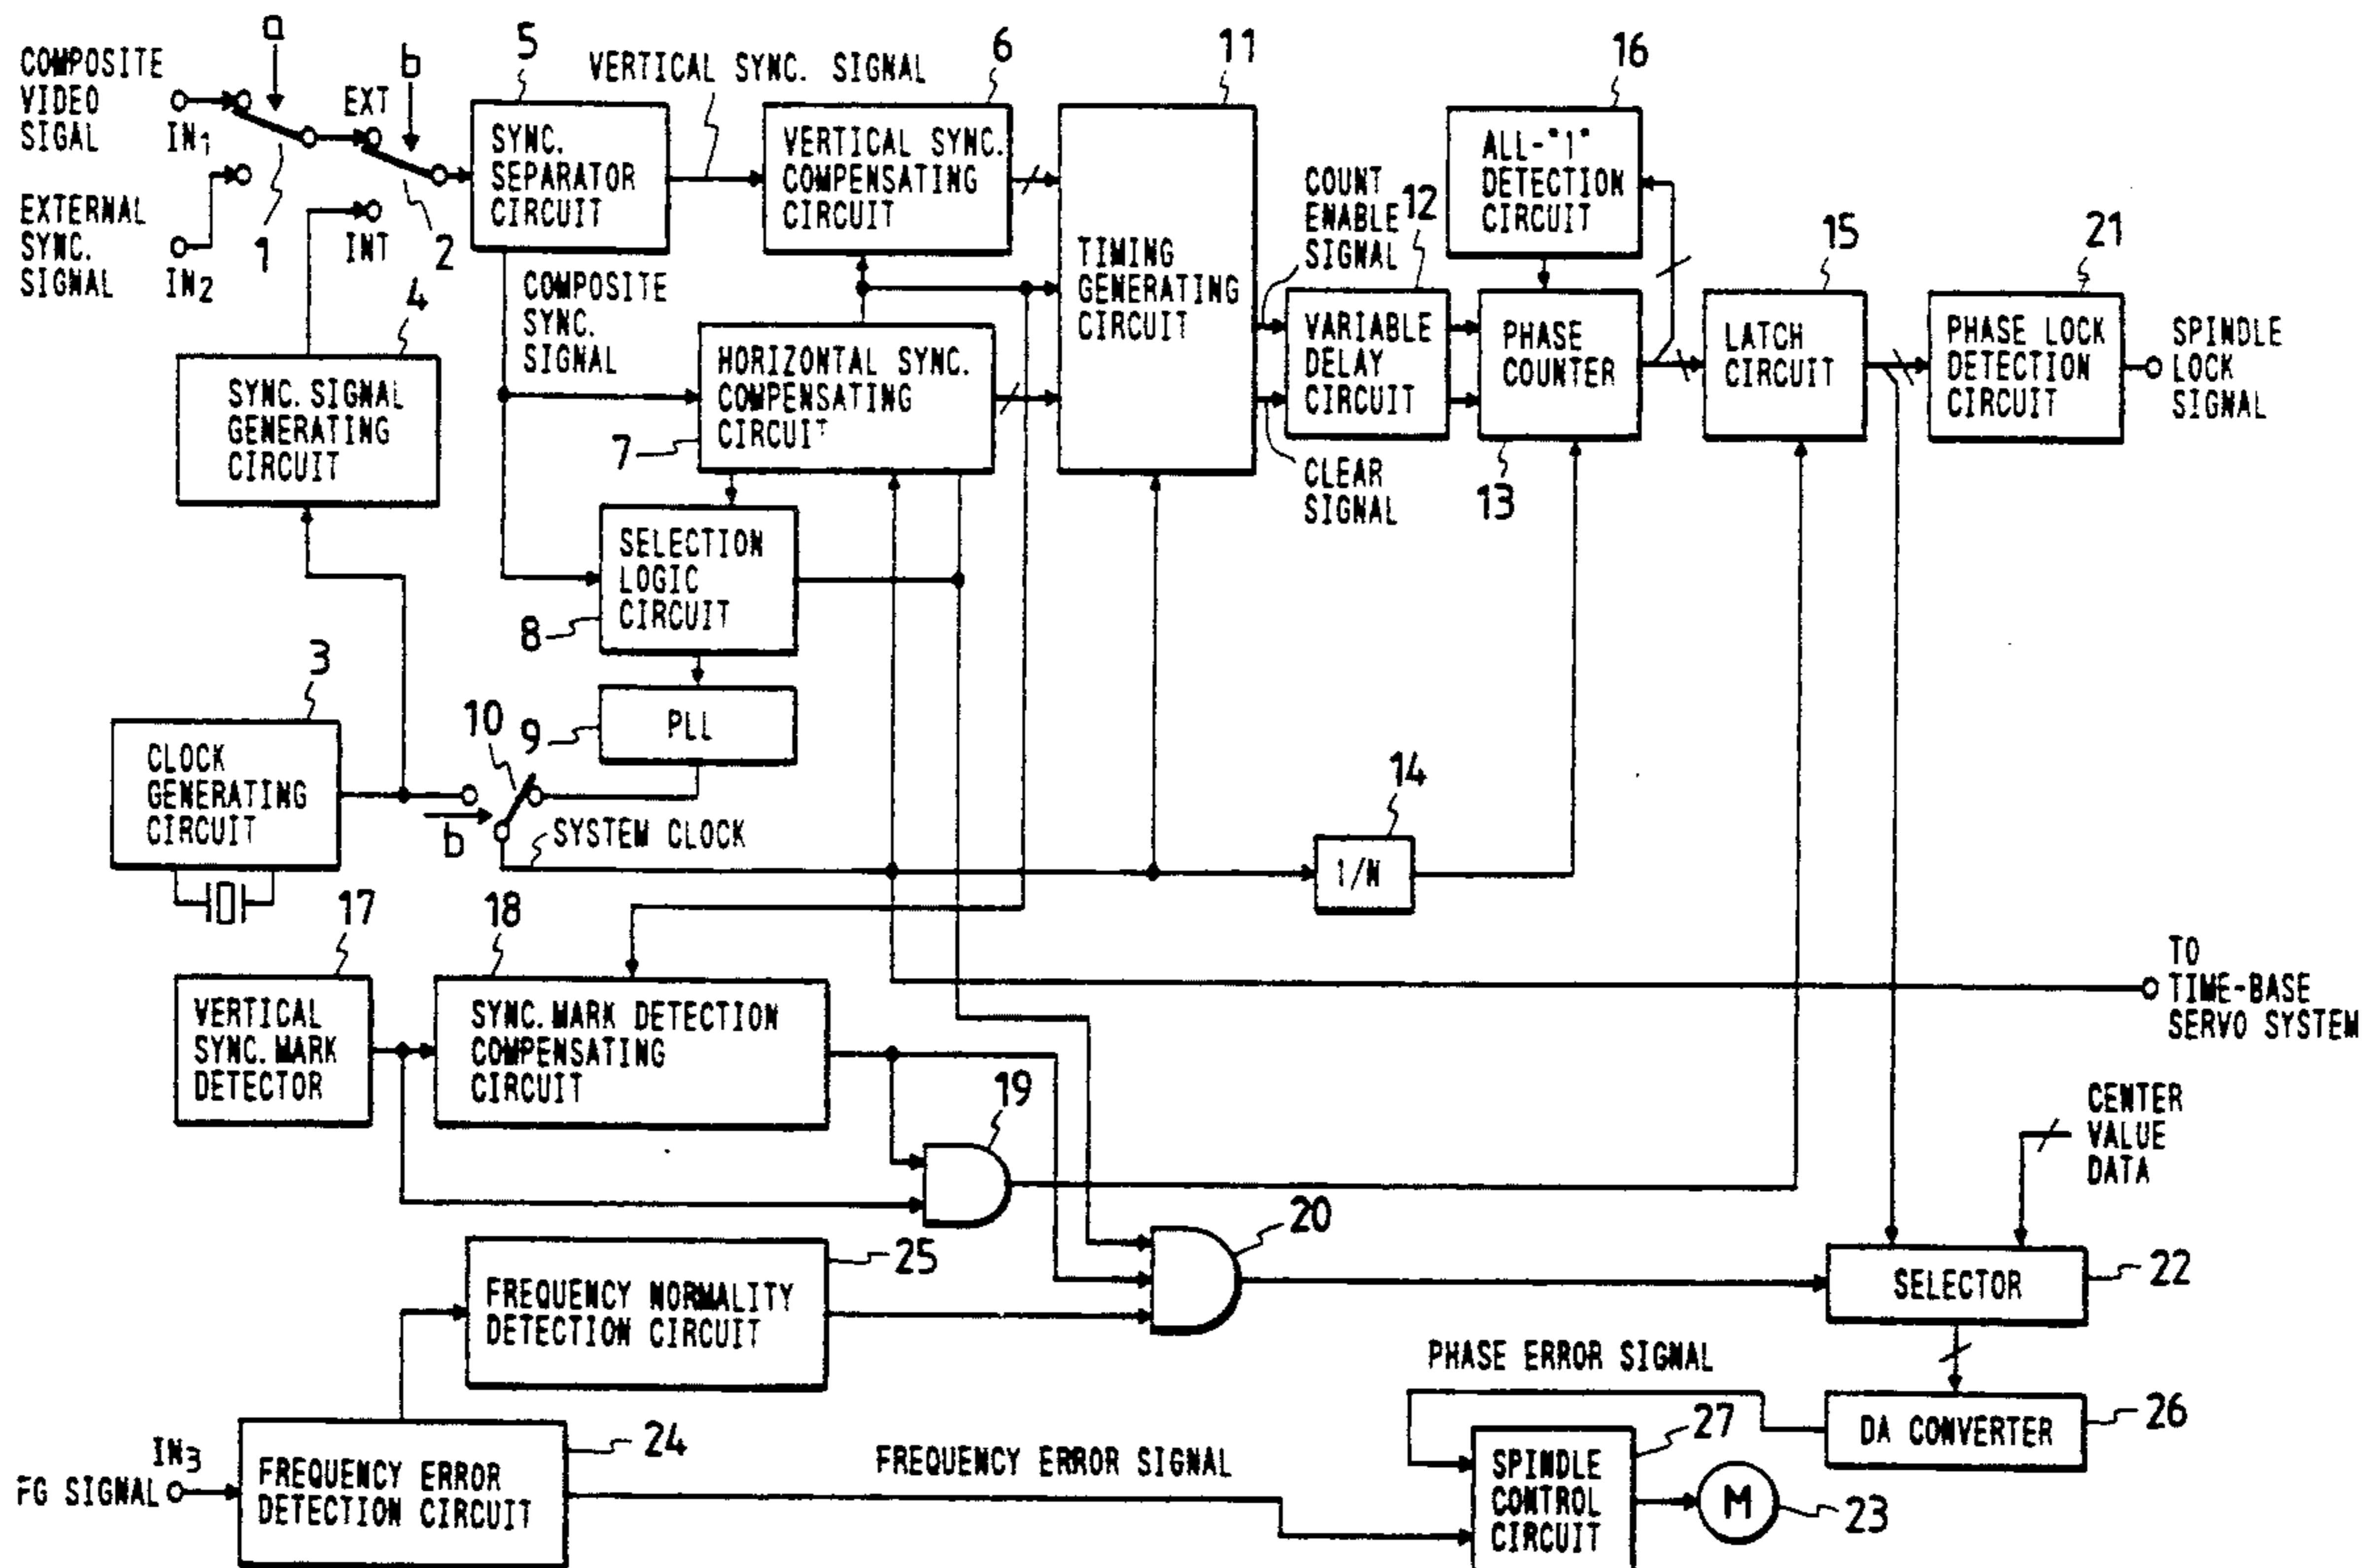 COMPOSITE
VIDEO
SIGAL
IN1
a
EXT
b
1
2
EXTERNAL
SYNC.
SIGNAL
IN2
INT
5
SYNC.
SEPARATOR
CIRCUIT
VERTICAL SYNC. SIGNAL
6
VERTICAL SYNC.
COMPENSATING
CIRCUIT
11
TIMING
GENERATING
CIRCUIT
16
ALL-"1"
DETECTION
CIRCUIT
COUNT
ENABLE
SIGNAL
12
VARIABLE
DELAY
CIRCUIT
CLEAR
SIGNAL
PHASE
COUNTER
13
15
LATCH
CIRCUIT
21
PHASE LOCK
DETECTION
CIRCUIT
SPINDLE
LOCK
SIGNAL
4
SYNC. SIGNAL
GENERATING
CIRCUIT
COMPOSITE
SYNC.
SIGNAL
HORIZONTAL SYNC.
COMPENSATING
CIRCUIT
7
SELECTION
LOGIC
CIRCUIT
8
3
CLOCK
GENERATING
CIRCUIT
10
9
PLL
b
SYSTEM CLOCK
14
1/N
17
VERTICAL
SYNC. MARK
DETECTOR
18
SYNC. MARK DETECTION
COMPENSATING
CIRCUIT
TO
TIME-BASE
SERVO SYSTEM
19
20
CENTER
VALUE
DATA
25
FREQUENCY NORMALITY
DETECTION CIRCUIT
SELECTOR
22
PHASE ERROR SIGNAL
IN3
FG SIGNAL
24
FREQUENCY ERROR
DETECTION CIRCUIT
FREQUENCY ERROR SIGNAL
27
SPINDLE
CONTROL
CIRCUIT
M
23
DA CONVERTER
26